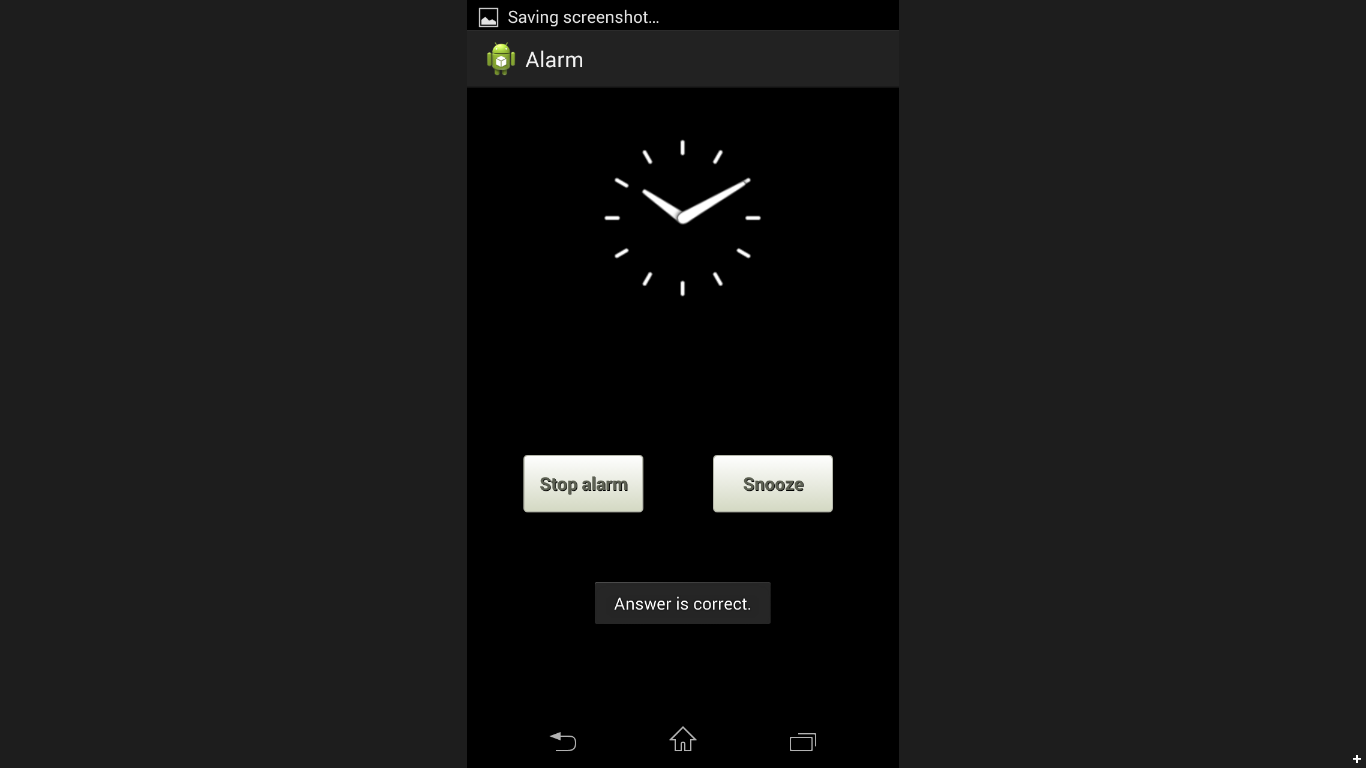 Saving screenshot...
Alarm
Stop alarm
Snooze
Answer is correct.